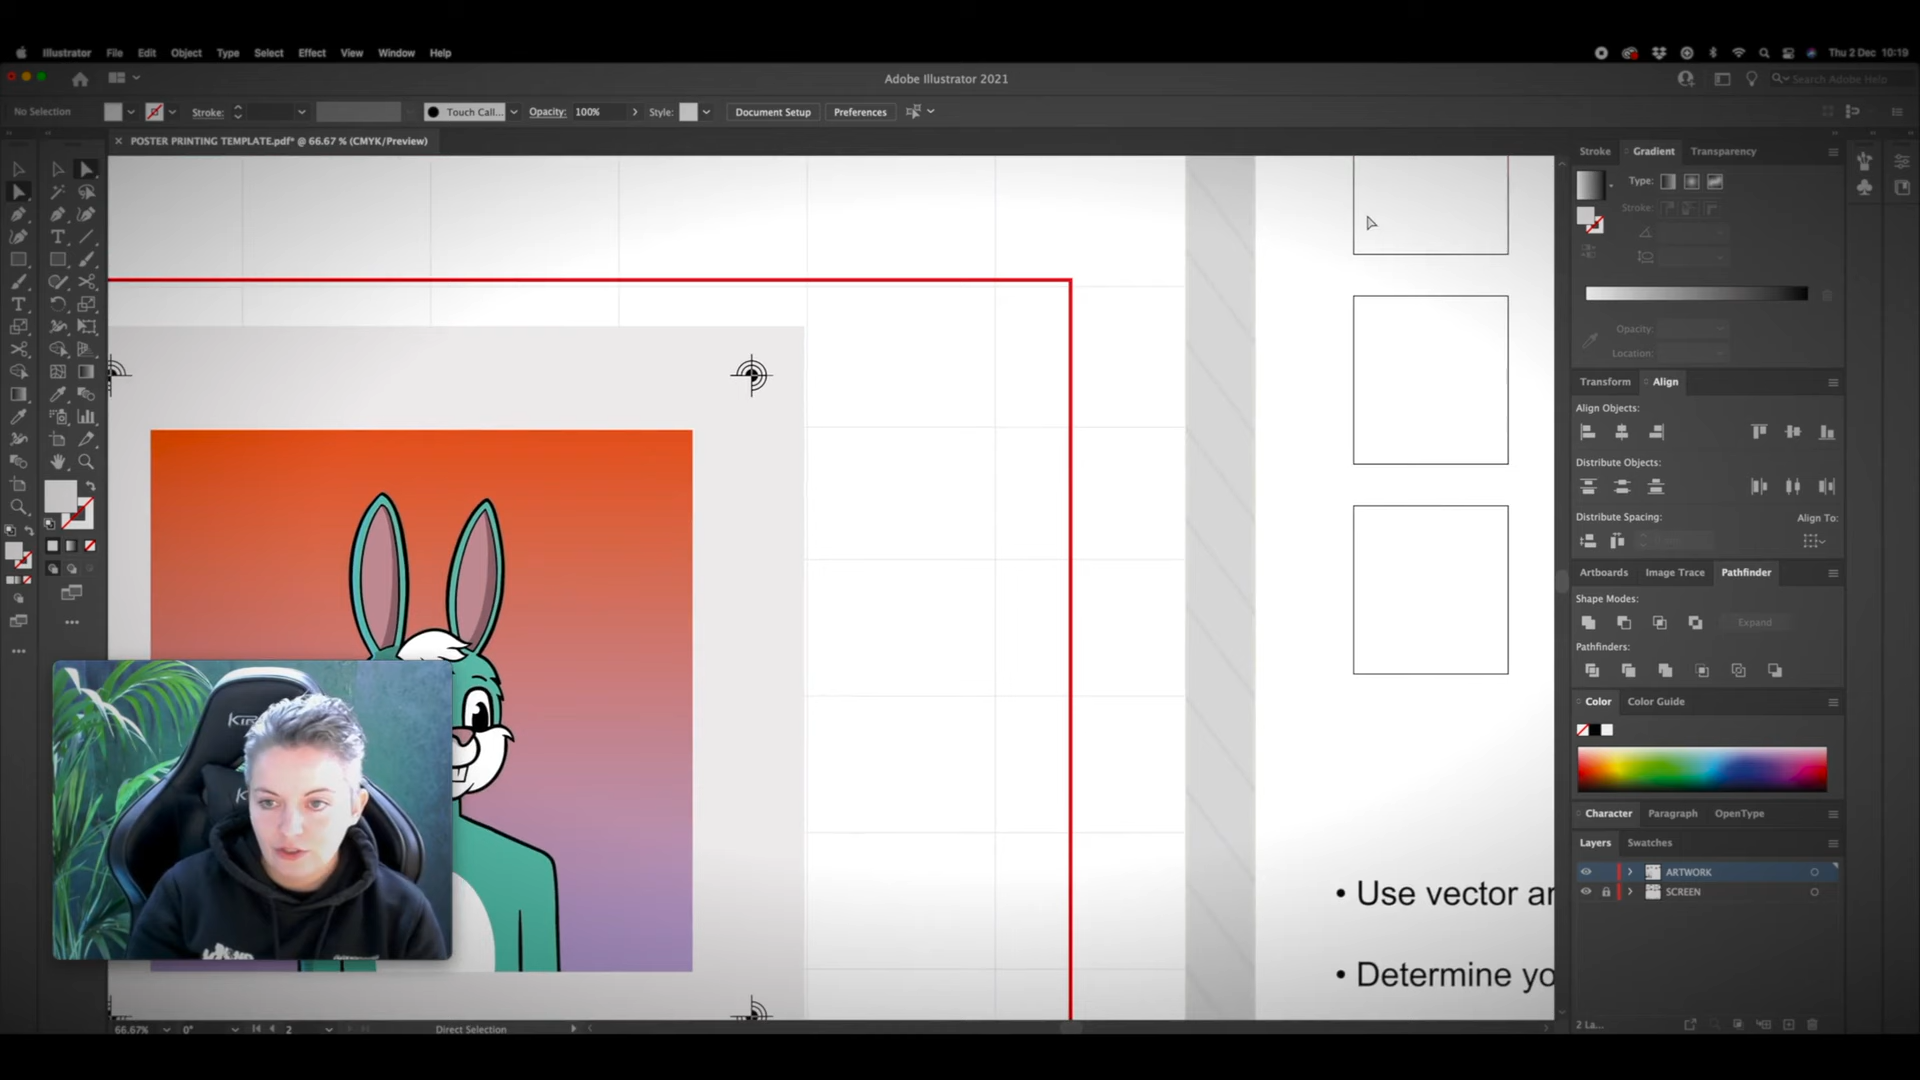 Illustrator File Edit Object Type Select Effect View Window Help
Thu 2 Dec 10:19
Adobe Illustrator 2021
Search Adobe Help
No Selection
Stroke:
Touch Call...
Opacity: 100%
Style:
Document Setup
Preferences
× POSTER PRINTING TEMPLATE.pdf* @ 66.67 % (CMYK/Preview)
Stroke Gradient Transparency
Type:
Stroke:
Opacity:
Location:
Transform Align
Align Objects:
Distribute Objects:
Distribute Spacing:
Align To:
Artboards Image Trace Pathfinder
Shape Modes:
Expand
Pathfinders:
Color Color Guide
Character Paragraph OpenType
Layers Swatches
ARTWORK
SCREEN
• Use vector ar
• Determine yo
66.67% 0° 2 Direct Selection
2 La...